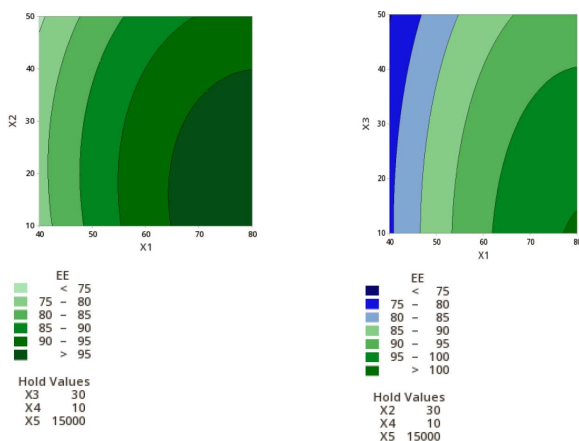 50
40
30
20
10
X2
40
50
60
70
80
X1
EE
< 75
75 – 80
80 – 85
85 – 90
90 – 95
> 95
Hold Values
X3 30
X4 10
X5 15000
50
40
30
20
10
X3
40
50
60
70
80
X1
EE
< 75
75 – 80
80 – 85
85 – 90
90 – 95
95 – 100
> 100
Hold Values
X2 30
X4 10
X5 15000